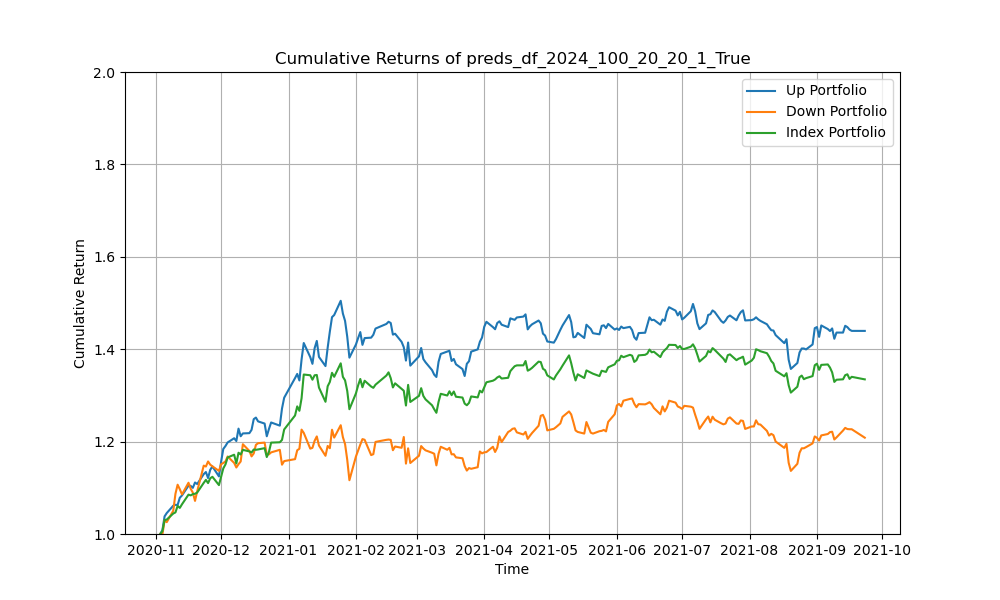 Cumulative Returns of preds_df_2024_100_20_20_1_True
Up Portfolio
Down Portfolio
Index Portfolio
Cumulative Return
2.0
1.8
1.6
1.4
1.2
1.0
2020-11 2020-12 2021-01 2021-02 2021-03 2021-04 2021-05 2021-06 2021-07 2021-08 2021-09 2021-10
Time